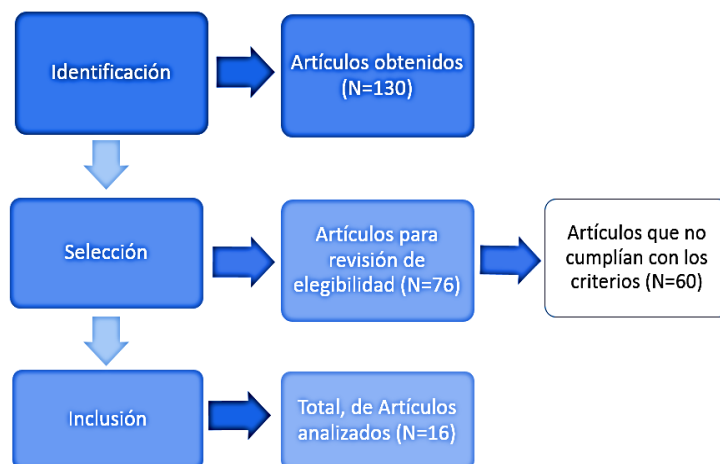 Identificación
Artículos obtenidos
(N=130)
Selección
Artículos para
revisión de
elegibilidad (N=76)
Artículos que no
cumplían con los
criterios (N=60)
Inclusión
Total, de Artículos
analizados (N=16)